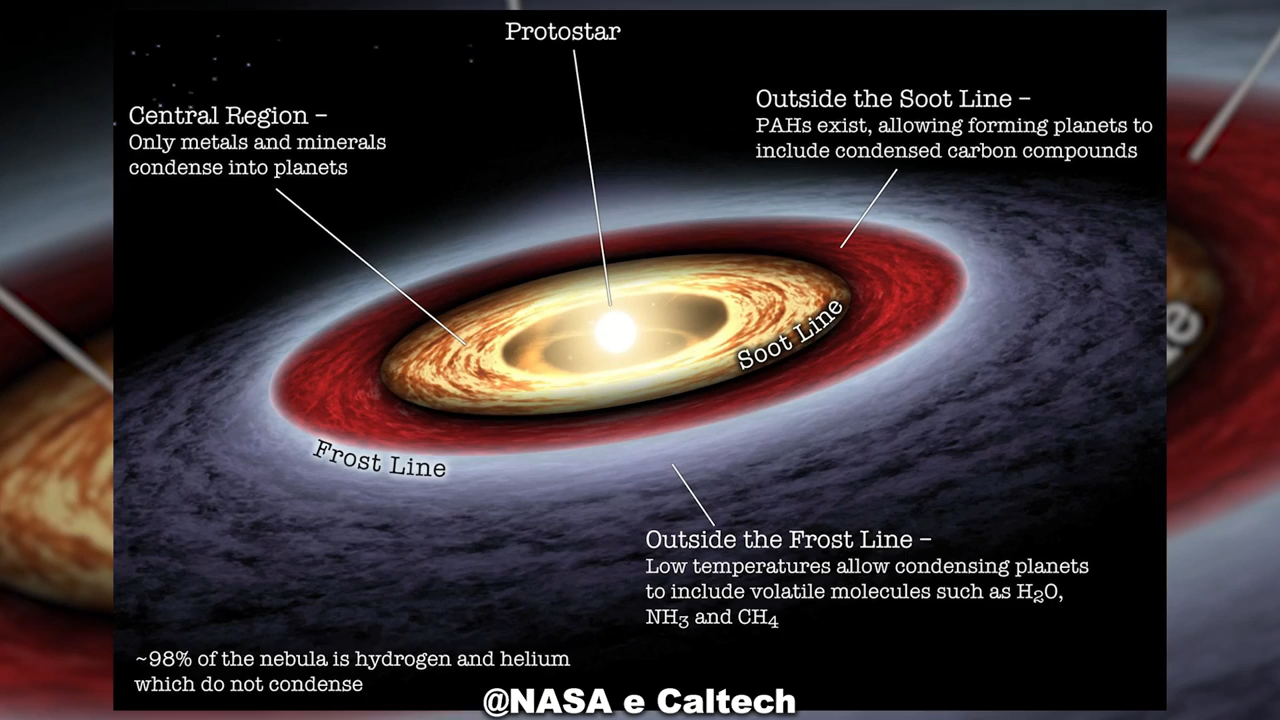 Protostar
Central Region –
Only metals and minerals
condense into planets
Outside the Soot Line –
PAHs exist, allowing forming planets to
include condensed carbon compounds
Soot Line
Frost Line
Outside the Frost Line –
Low temperatures allow condensing planets
to include volatile molecules such as H₂O,
NH₃ and CH₄
~98% of the nebula is hydrogen and helium
which do not condense
@NASA e Caltech